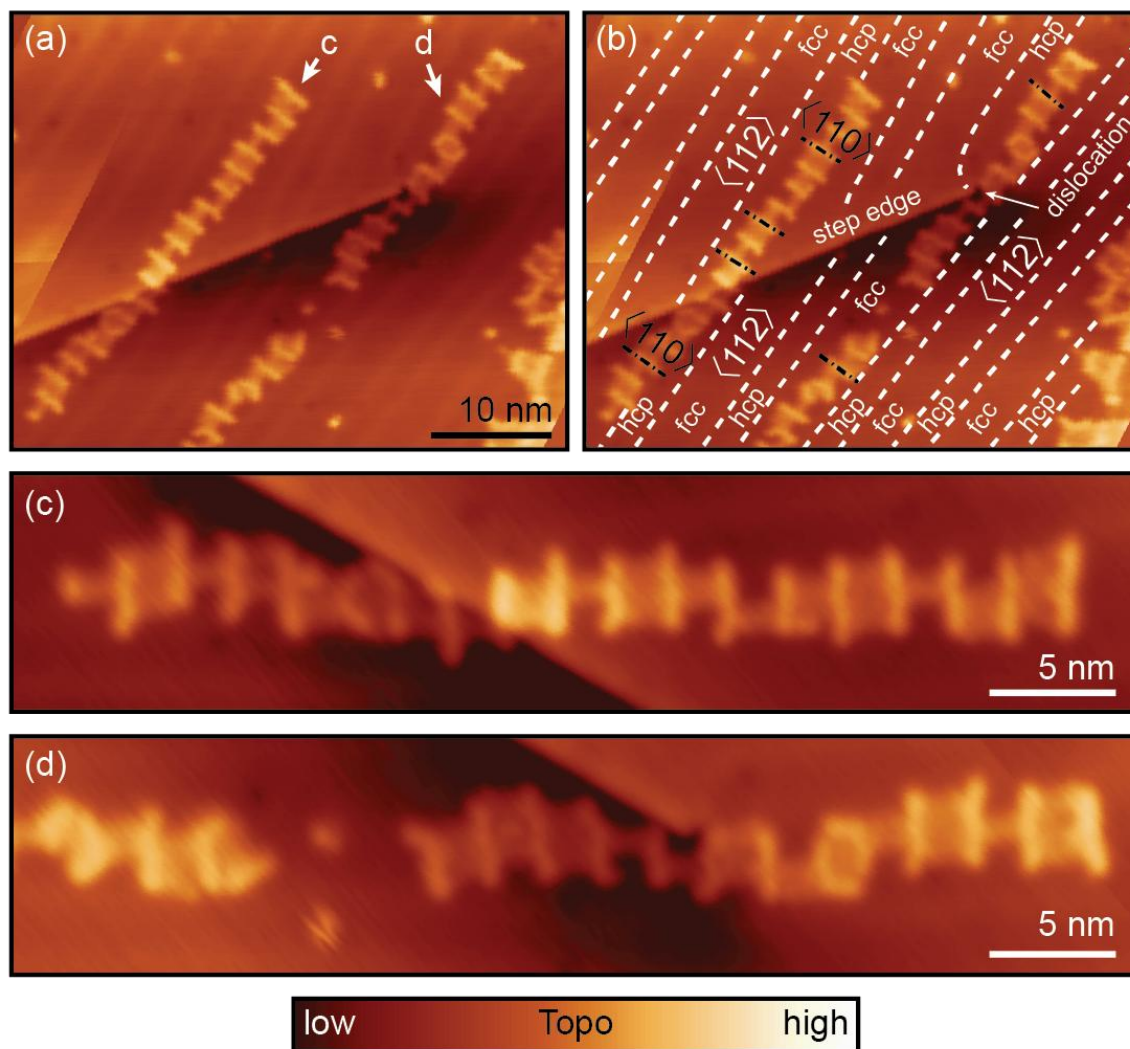 (a)
c
d
10 nm
(b)
fcc
hcp
fcc
fcc
hcp
⟨110⟩
⟨112⟩
step edge
dislocation
⟨112⟩
fcc
⟨110⟩
⟨112⟩
hcp
fcc
hcp
hcp
fcc
hcp
fcc
hcp
(c)
5 nm
(d)
5 nm
low Topo high